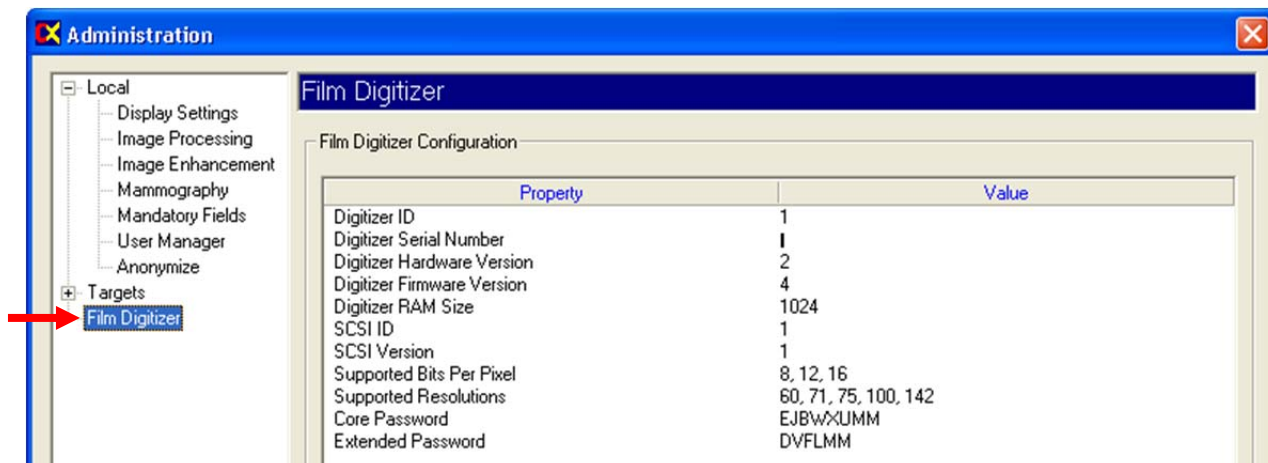 Administration
Local
Display Settings
Image Processing
Image Enhancement
Mammography
Mandatory Fields
User Manager
Anonymize
Targets
Film Digitizer
Film Digitizer
Film Digitizer Configuration
Property Value
Digitizer ID 1
Digitizer Serial Number
Digitizer Hardware Version 2
Digitizer Firmware Version 4
Digitizer RAM Size 1024
SCSI ID 1
SCSI Version 1
Supported Bits Per Pixel 8, 12, 16
Supported Resolutions 60, 71, 75, 100, 142
Core Password EJBWXUMM
Extended Password DVFLMM